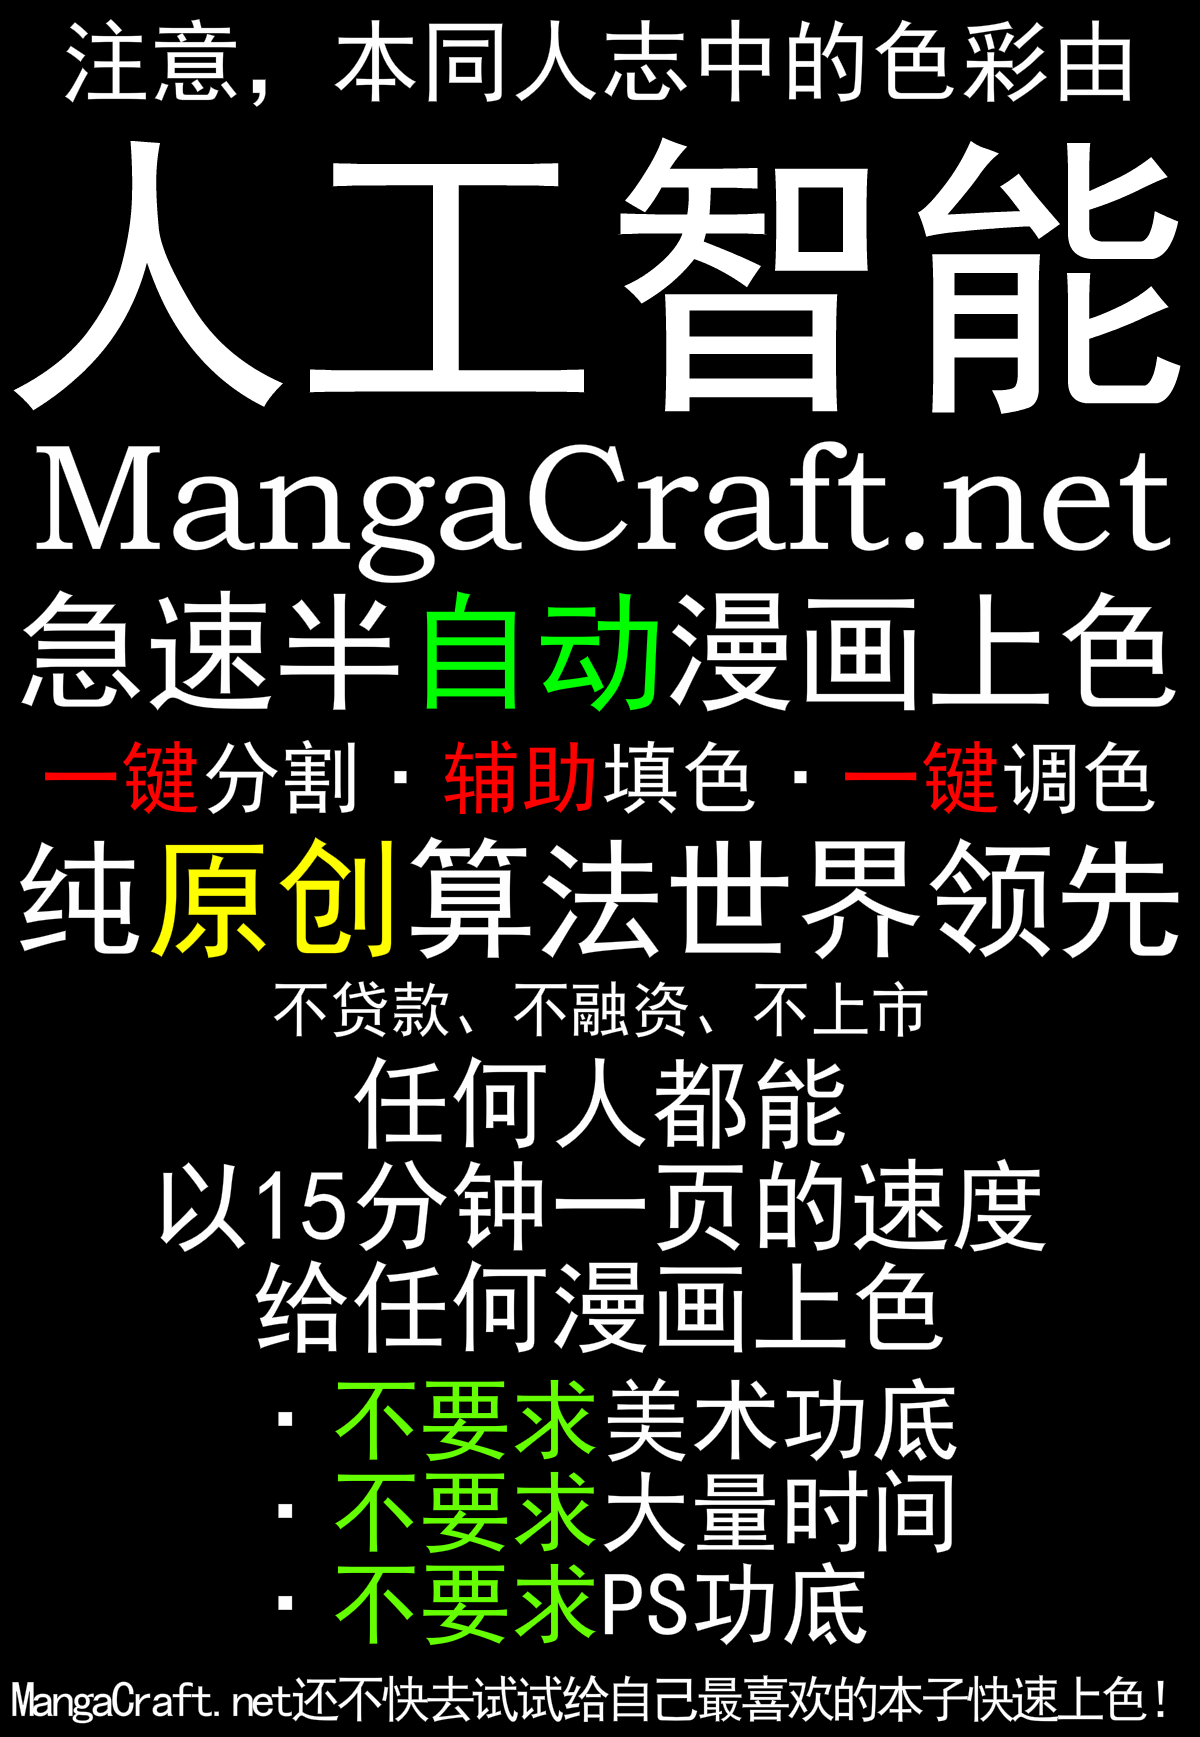 注意，本同人志中的色彩由
人工智能
MangaCraft.net
急速半自动漫画上色
一键分割·辅助填色·一键调色
纯原创算法世界领先
不贷款、不融资、不上市
任何人都能
以15分钟一页的速度
给任何漫画上色
·不要求美术功底
·不要求大量时间
·不要求PS功底
MangaCraft.net还不快去试试给自己最喜欢的本子快速上色！